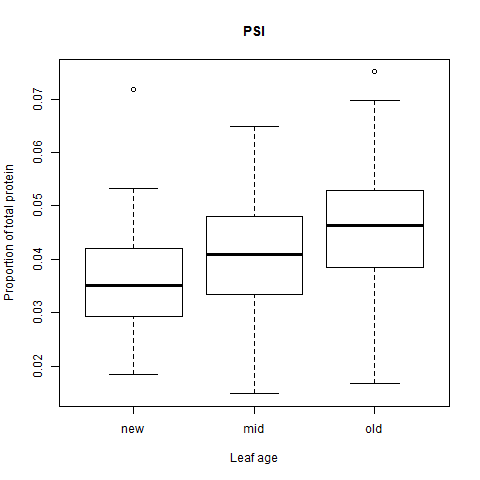 PSI
Proportion of total protein
0.07
0.06
0.05
0.04
0.03
0.02
new mid old
Leaf age